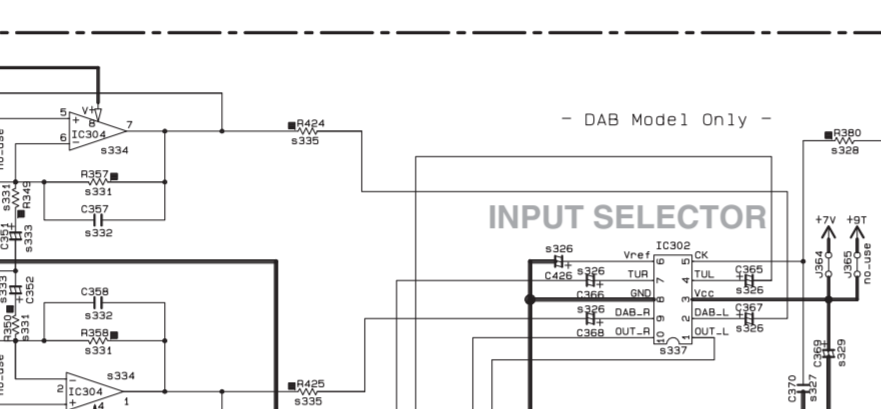 - DAB Model Only -
INPUT SELECTOR
V+
5
+
8
7
IC304
6
-
s334
R424
s335
R380
s328
no-use
R357
s331
s331
R349
C357
s332
C351
s333
+7V
+9T
J364
J365
no-use
s326
C426
Vref
6
IC302
5
CK
s326
C366
TUR
7
4
TUL
C365
s326
GND
8
3
Vcc
s326
C368
DAB_R
9
2
DAB_L
C367
s326
OUT_R
10
1
OUT_L
s337
s333
C352
C358
s332
R350
s331
R358
s331
C369
s329
C370
s327
s334
2
-
IC304
+
1
4
R425
s335